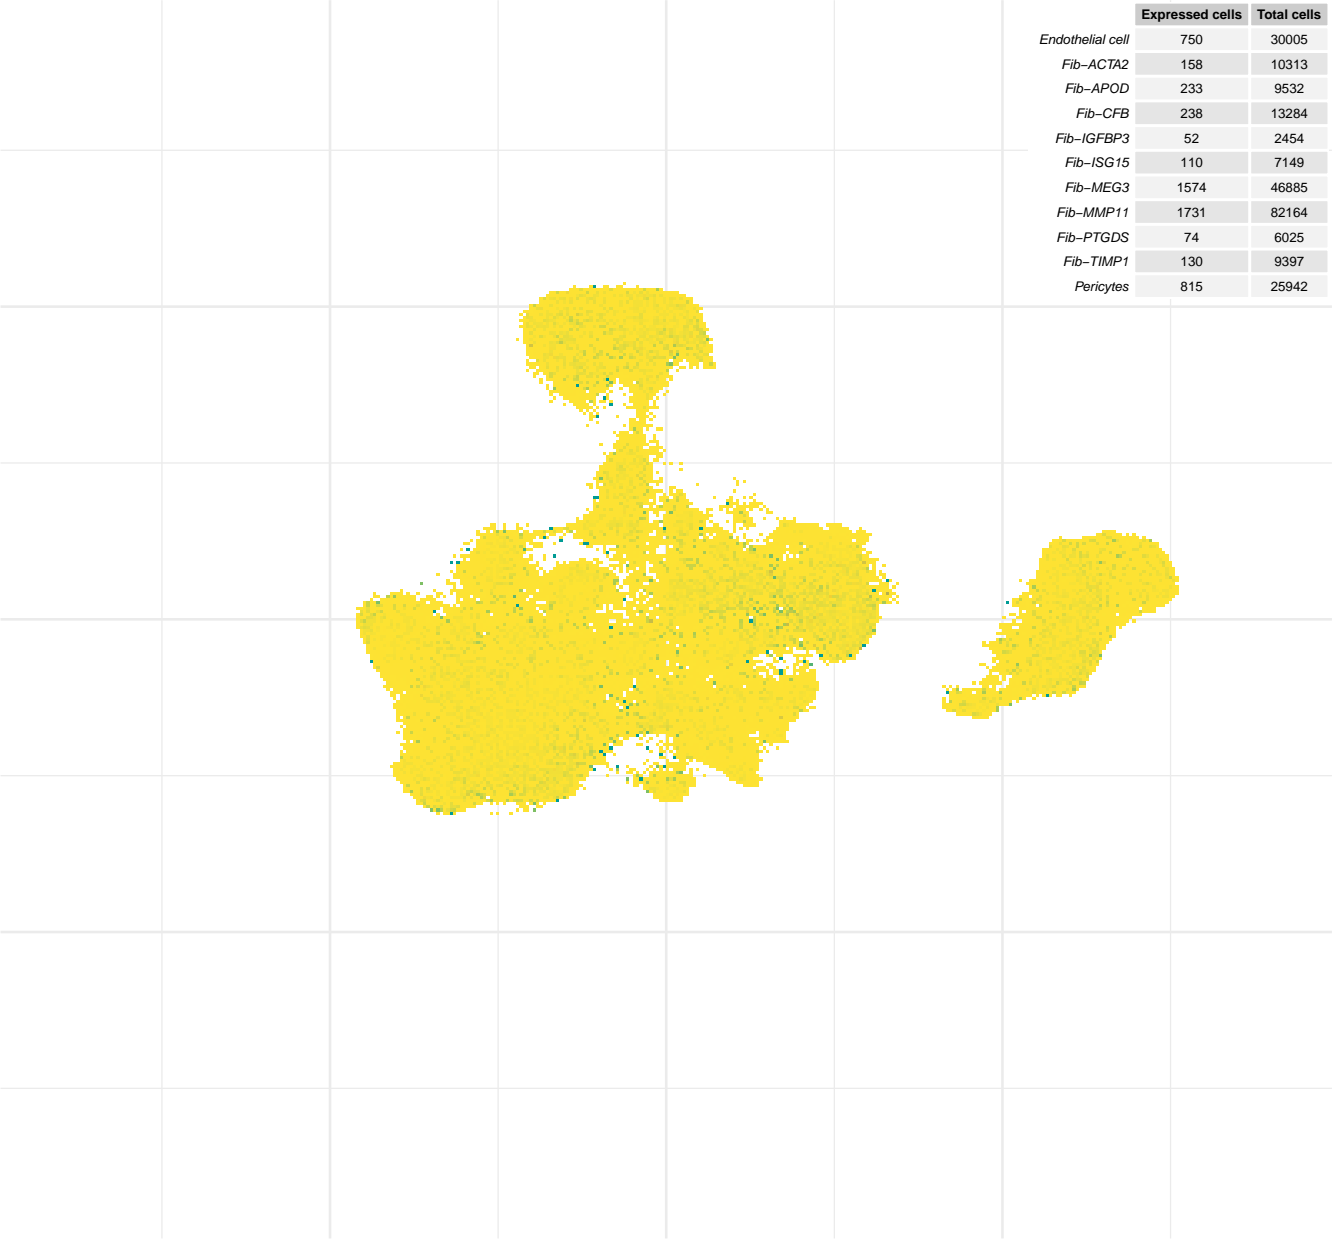 Expressed cells Total cells
Endothelial cell 750 30005
Fib−ACTA2 158 10313
Fib−APOD 233 9532
Fib−CFB 238 13284
Fib−IGFBP3 52 2454
Fib−ISG15 110 7149
Fib−MEG3 1574 46885
Fib−MMP11 1731 82164
Fib−PTGDS 74 6025
Fib−TIMP1 130 9397
Pericytes 815 25942